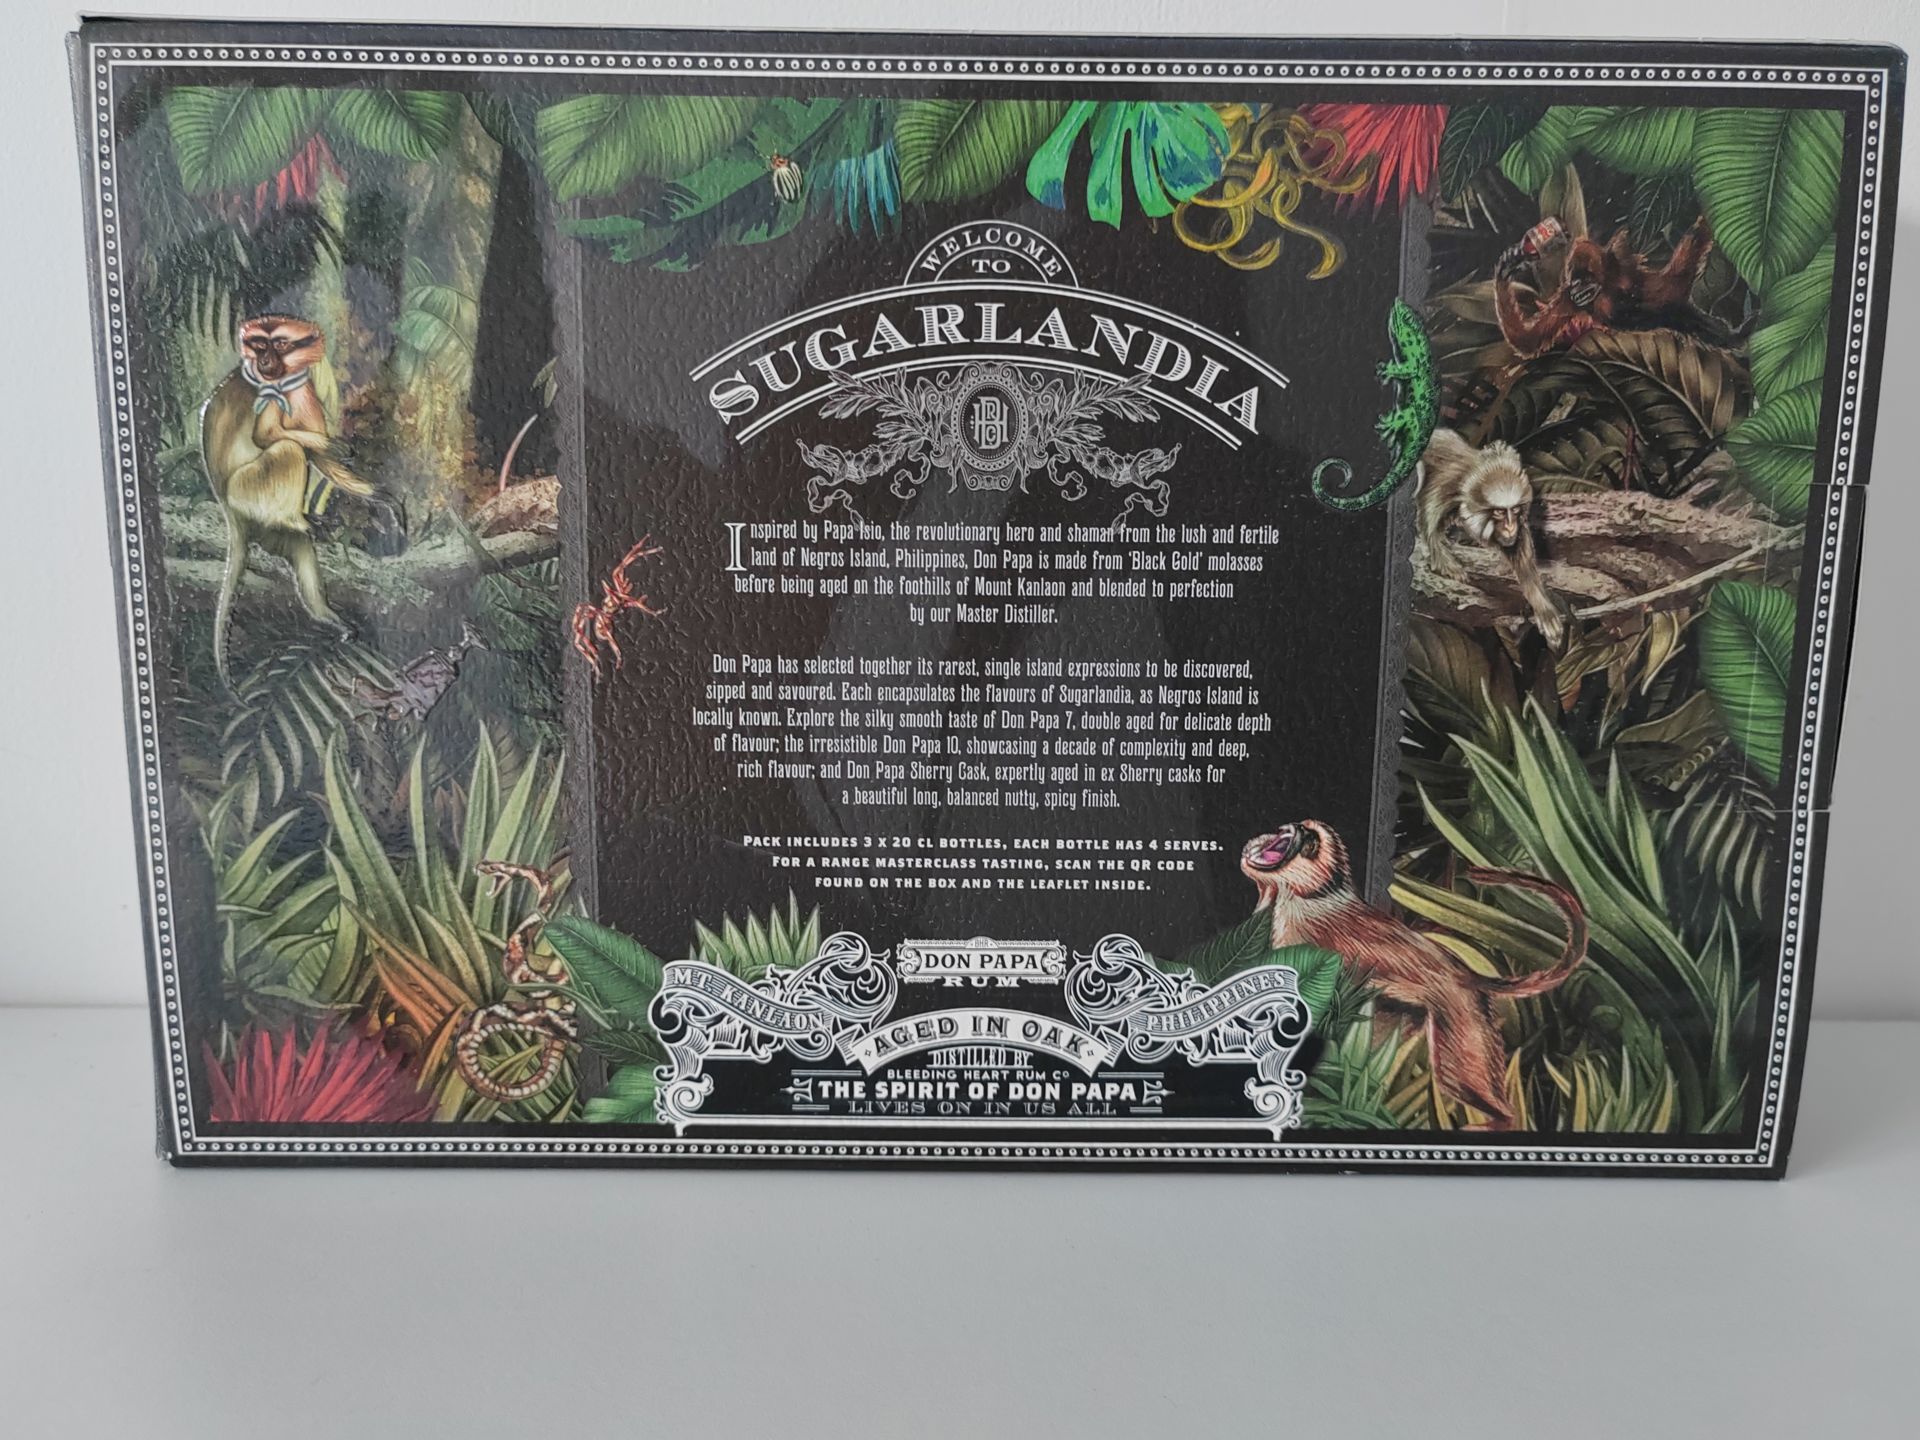 WELCOME
TO
SUGARLANDIA
BHR
Co
Inspired by Papa Isio, the revolutionary hero and shaman from the lush and fertile
land of Negros Island, Philippines, Don Papa is made from 'Black Gold' molasses
before being aged on the foothills of Mount Kanlaon and blended to perfection
by our Master Distiller.
Don Papa has selected together its rarest, single island expressions to be discovered,
sipped and savoured. Each encapsulates the flavours of Sugarlandia, as Negros Island is
locally known. Explore the silky smooth taste of Don Papa 7, double aged for delicate depth
of flavour; the irresistible Don Papa 10, showcasing a decade of complexity and deep,
rich flavour; and Don Papa Sherry Cask, expertly aged in ex Sherry casks for
a beautiful long, balanced nutty, spicy finish.
PACK INCLUDES 3 X 20 CL BOTTLES, EACH BOTTLE HAS 4 SERVES.
FOR A RANGE MASTERCLASS TASTING, SCAN THE QR CODE
FOUND ON THE BOX AND THE LEAFLET INSIDE.
BHR
DON PAPA
RUM
MT. KANLAON
PHILIPPINES
AGED IN OAK
DISTILLED BY
BLEEDING HEART RUM Co
THE SPIRIT OF DON PAPA
LIVES ON IN US ALL